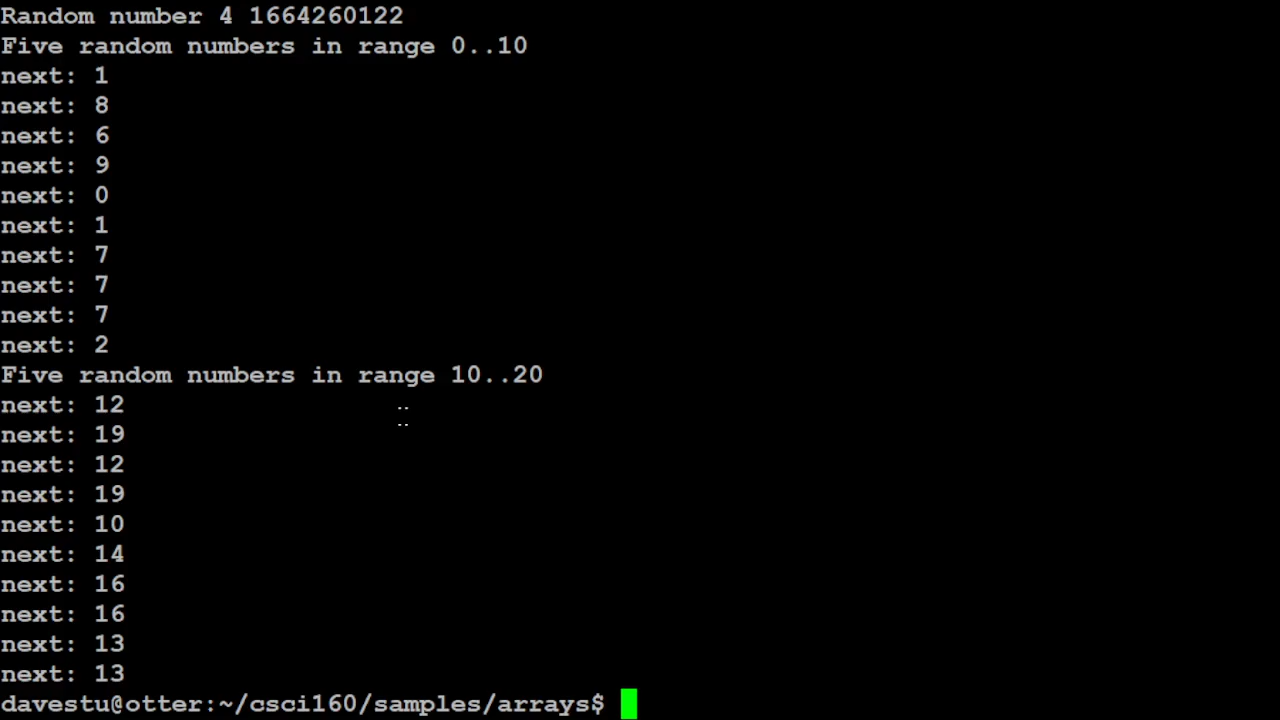 Random number 4 1664260122
Five random numbers in range 0..10
next: 1
next: 8
next: 6
next: 9
next: 0
next: 1
next: 7
next: 7
next: 7
next: 2
Five random numbers in range 10..20
next: 12
next: 19
next: 12
next: 19
next: 10
next: 14
next: 16
next: 16
next: 13
next: 13
davestu@otter:~/csci160/samples/arrays$